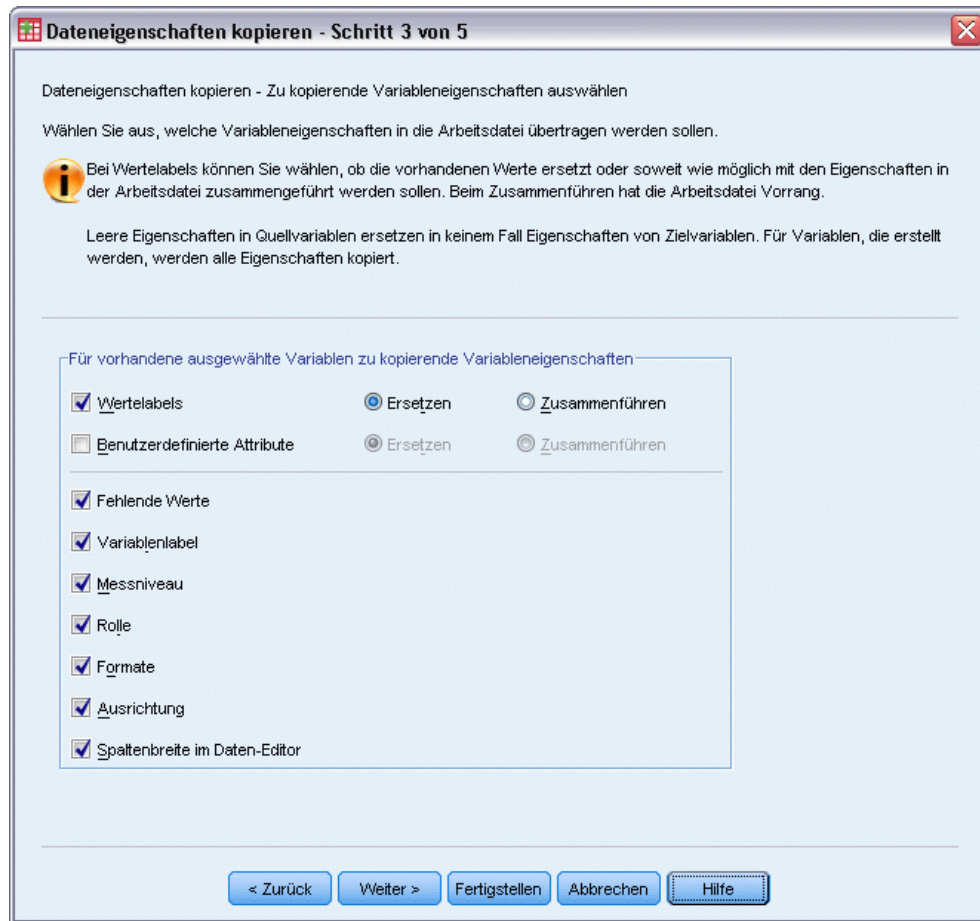 Dateneigenschaften kopieren - Schritt 3 von 5
Dateneigenschaften kopieren - Zu kopierende Variableneigenschaften auswählen
Wählen Sie aus, welche Variableneigenschaften in die Arbeitsdatei übertragen werden sollen.
Bei Wertelabels können Sie wählen, ob die vorhandenen Werte ersetzt oder soweit wie möglich mit den Eigenschaften in
der Arbeitsdatei zusammengeführt werden sollen. Beim Zusammenführen hat die Arbeitsdatei Vorrang.
Leere Eigenschaften in Quellvariablen ersetzen in keinem Fall Eigenschaften von Zielvariablen. Für Variablen, die erstellt
werden, werden alle Eigenschaften kopiert.
Für vorhandene ausgewählte Variablen zu kopierende Variableneigenschaften
Wertelabels Ersetzen Zusammenführen
Benutzerdefinierte Attribute Ersetzen Zusammenführen
Fehlende Werte
Variablenlabel
Messniveau
Rolle
Formate
Ausrichtung
Spaltenbreite im Daten-Editor
< Zurück Weiter > Fertigstellen Abbrechen Hilfe